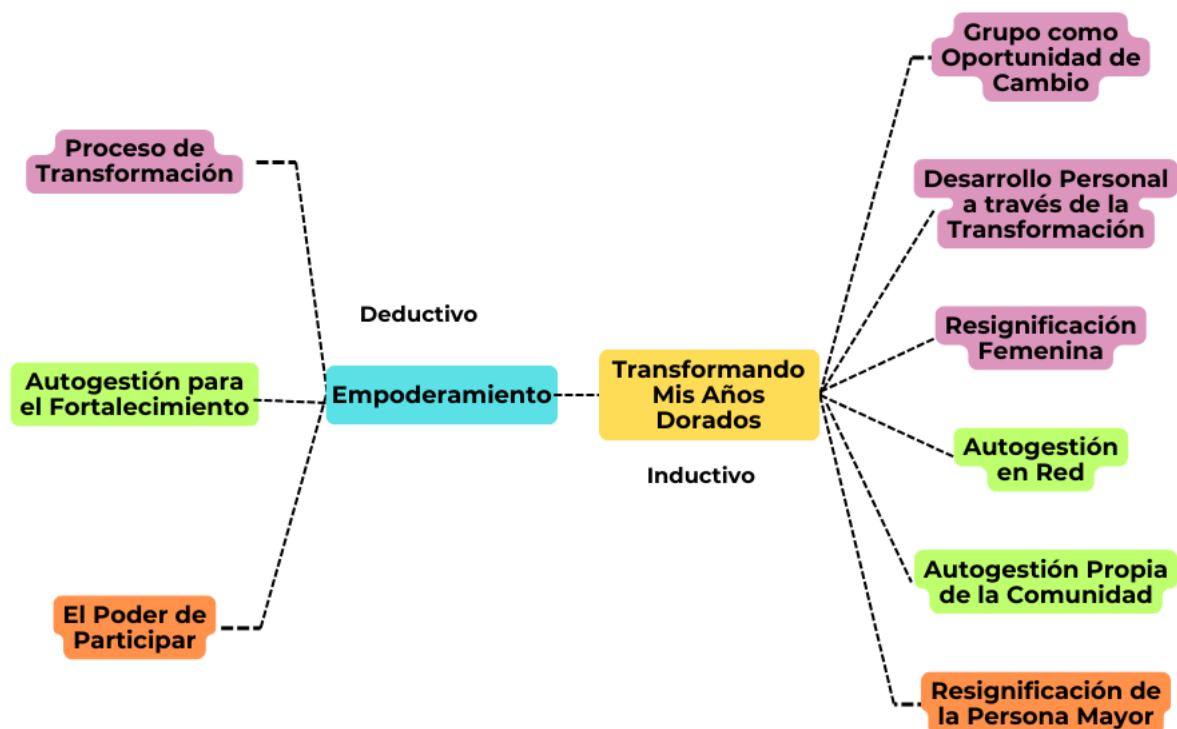 Proceso de
Transformación
Autogestión para
el Fortalecimiento
El Poder de
Participar
Deductivo
Empoderamiento
Transformando
Mis Años
Dorados
Inductivo
Grupo como
Oportunidad de
Cambio
Desarrollo Personal
a través de la
Transformación
Resignificación
Femenina
Autogestión
en Red
Autogestión Propia
de la Comunidad
Resignificación de
la Persona Mayor